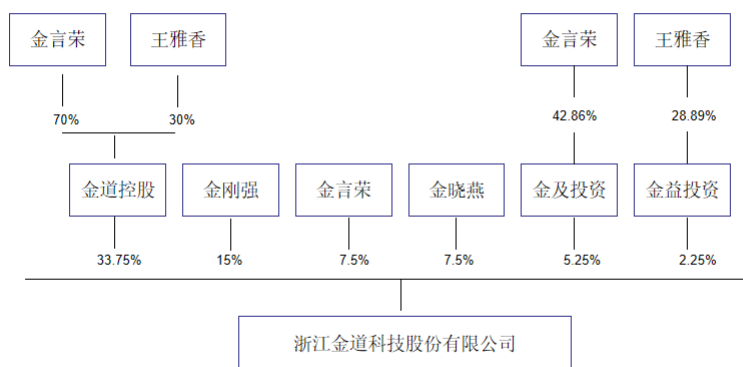 金言荣
王雅香
金言荣
王雅香
70%
30%
42.86%
28.89%
金道控股
金刚强
金言荣
金晓燕
金及投资
金益投资
33.75%
15%
7.5%
7.5%
5.25%
2.25%
浙江金道科技股份有限公司